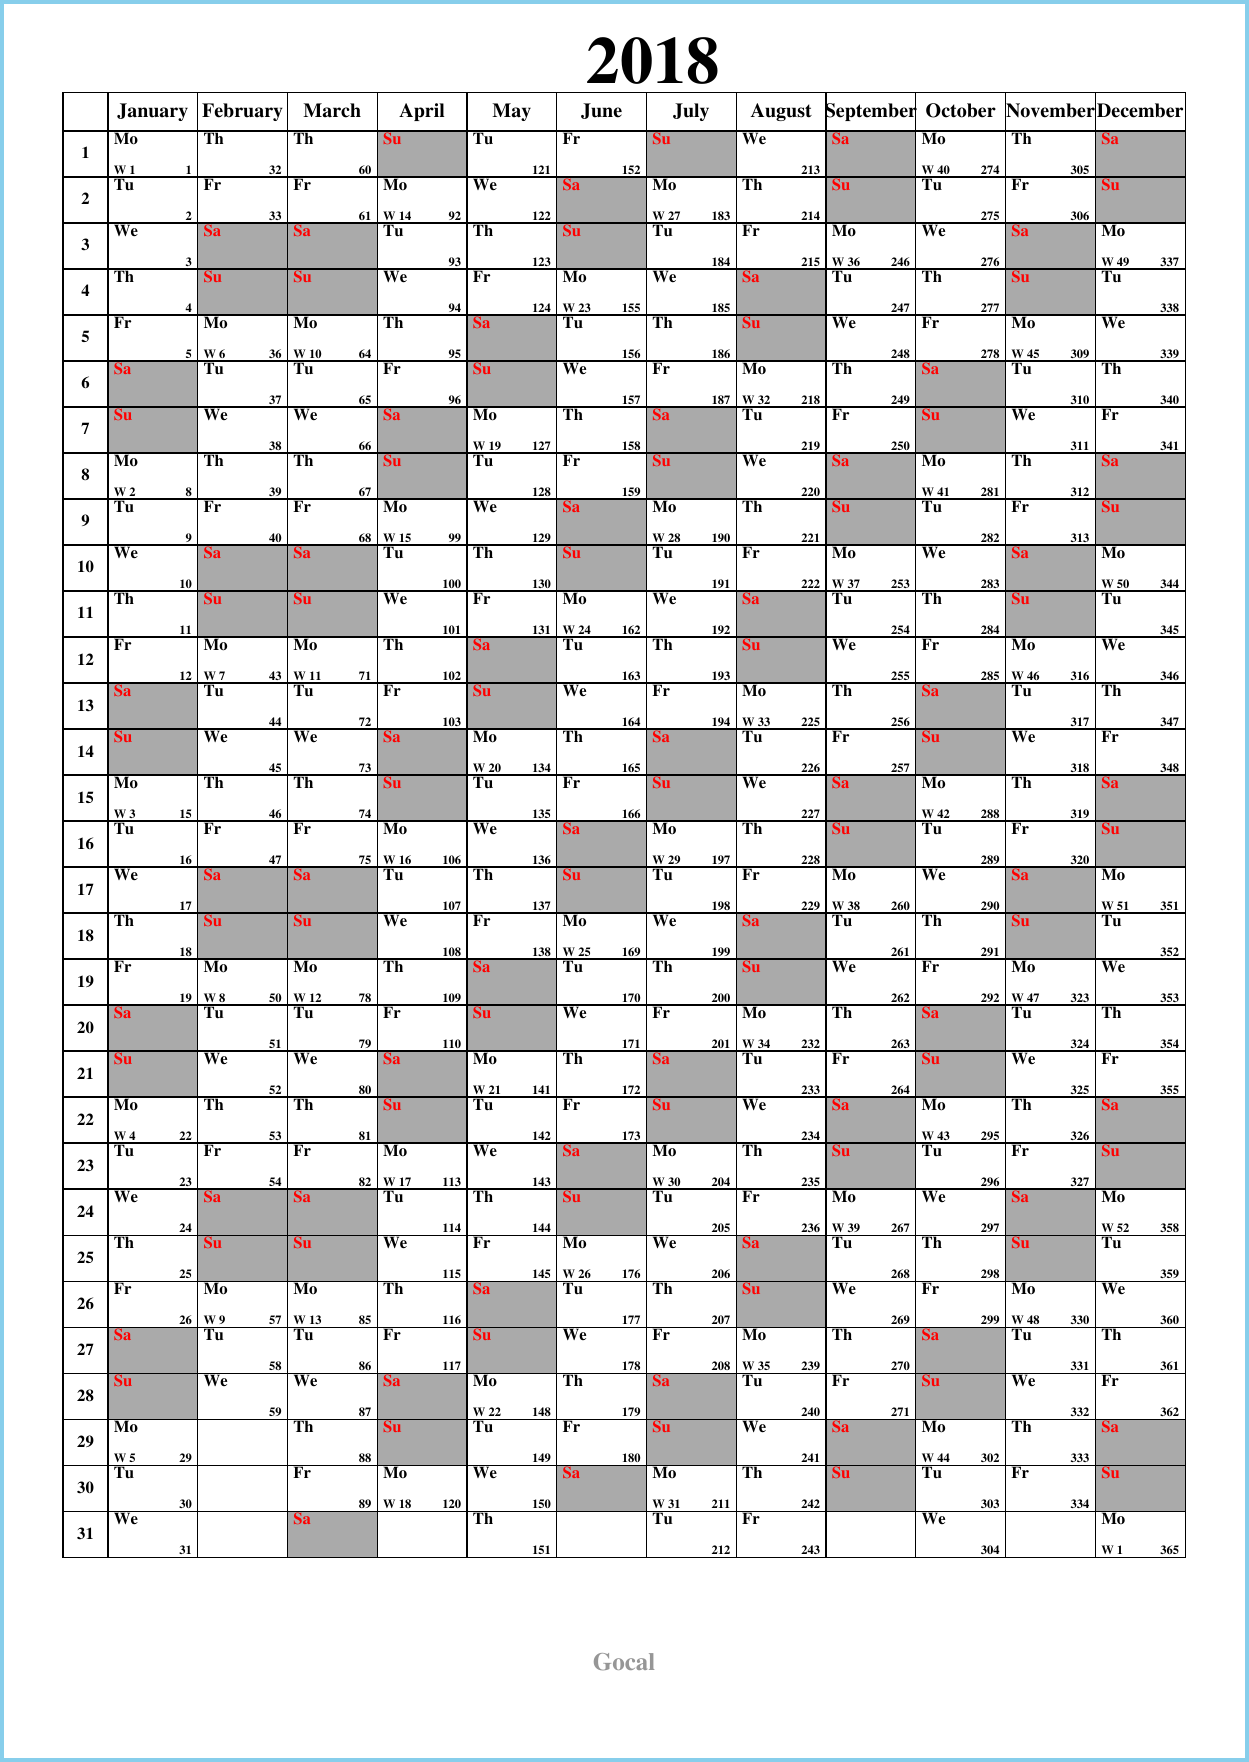 2018
January February March April May June July August September October November December
1 Mo Th Th Su Tu Fr Su We Sa Mo Th Sa
W 1 1 32 60 121 152 213 W 40 274 305
2 Tu Fr Fr Mo We Sa Mo Th Su Tu Fr Su
2 33 61 W 14 92 122 W 27 183 214 275 306
3 We Sa Sa Tu Th Su Tu Fr Mo We Sa Mo
3 93 123 184 215 W 36 246 276 W 49 337
4 Th Su Su We Fr Mo We Sa Tu Th Su Tu
4 94 124 W 23 155 185 247 277 338
5 Fr Mo Mo Th Sa Tu Th Su We Fr Mo We
5 W 6 36 W 10 64 95 156 186 248 278 W 45 309 339
6 Sa Tu Tu Fr Su We Fr Mo Th Sa Tu Th
37 65 96 157 187 W 32 218 249 310 340
7 Su We We Sa Mo Th Sa Tu Fr Su We Fr
38 66 W 19 127 158 219 250 311 341
8 Mo Th Th Su Tu Fr Su We Sa Mo Th Sa
W 2 8 39 67 128 159 220 W 41 281 312
9 Tu Fr Fr Mo We Sa Mo Th Su Tu Fr Su
9 40 68 W 15 99 129 W 28 190 221 282 313
10 We Sa Sa Tu Th Su Tu Fr Mo We Sa Mo
10 100 130 191 222 W 37 253 283 W 50 344
11 Th Su Su We Fr Mo We Sa Tu Th Su Tu
11 101 131 W 24 162 192 254 284 345
12 Fr Mo Mo Th Sa Tu Th Su We Fr Mo We
12 W 7 43 W 11 71 102 163 193 255 285 W 46 316 346
13 Sa Tu Tu Fr Su We Fr Mo Th Sa Tu Th
44 72 103 164 194 W 33 225 256 317 347
14 Su We We Sa Mo Th Sa Tu Fr Su We Fr
45 73 W 20 134 165 226 257 318 348
15 Mo Th Th Su Tu Fr Su We Sa Mo Th Sa
W 3 15 46 74 135 166 227 W 42 288 319
16 Tu Fr Fr Mo We Sa Mo Th Su Tu Fr Su
16 47 75 W 16 106 136 W 29 197 228 289 320
17 We Sa Sa Tu Th Su Tu Fr Mo We Sa Mo
17 107 137 198 229 W 38 260 290 W 51 351
18 Th Su Su We Fr Mo We Sa Tu Th Su Tu
18 108 138 W 25 169 199 261 291 352
19 Fr Mo Mo Th Sa Tu Th Su We Fr Mo We
19 W 8 50 W 12 78 109 170 200 262 292 W 47 323 353
20 Sa Tu Tu Fr Su We Fr Mo Th Sa Tu Th
51 79 110 171 201 W 34 232 263 324 354
21 Su We We Sa Mo Th Sa Tu Fr Su We Fr
52 80 W 21 141 172 233 264 325 355
22 Mo Th Th Su Tu Fr Su We Sa Mo Th Sa
W 4 22 53 81 142 173 234 W 43 295 326
23 Tu Fr Fr Mo We Sa Mo Th Su Tu Fr Su
23 54 82 W 17 113 143 W 30 204 235 296 327
24 We Sa Sa Tu Th Su Tu Fr Mo We Sa Mo
24 114 144 205 236 W 39 267 297 W 52 358
25 Th Su Su We Fr Mo We Sa Tu Th Su Tu
25 115 145 W 26 176 206 268 298 359
26 Fr Mo Mo Th Sa Tu Th Su We Fr Mo We
26 W 9 57 W 13 85 116 177 207 269 299 W 48 330 360
27 Sa Tu Tu Fr Su We Fr Mo Th Sa Tu Th
58 86 117 178 208 W 35 239 270 331 361
28 Su We We Sa Mo Th Sa Tu Fr Su We Fr
59 87 W 22 148 179 240 271 332 362
29 Mo Th Su Tu Fr Su We Sa Mo Th Sa
W 5 29 88 149 180 241 W 44 302 333
30 Tu Fr Mo We Sa Mo Th Su Tu Fr Su
30 89 W 18 120 150 W 31 211 242 303 334
31 We Sa Th Tu Fr We Mo
31 151 212 243 304 W 1 365
Gocal